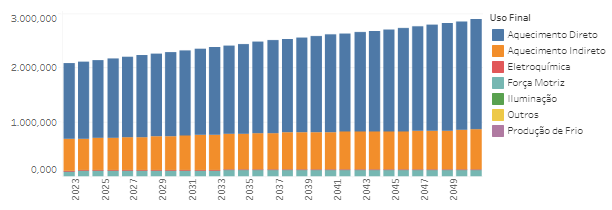 3.000,000
2.000,000
1.000,000
0,000
2023
2025
2027
2029
2031
2033
2035
2037
2039
2041
2043
2045
2047
2049
Uso Final
Aquecimento Direto
Aquecimento Indireto
Eletroquímica
Força Motriz
Iluminação
Outros
Produção de Frio